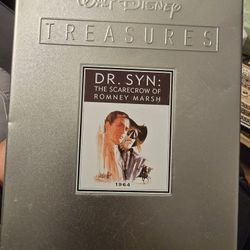 Walt Disney
TREASURES
DR. SYN:
THE SCARECROW OF
ROMNEY MARSH
1964